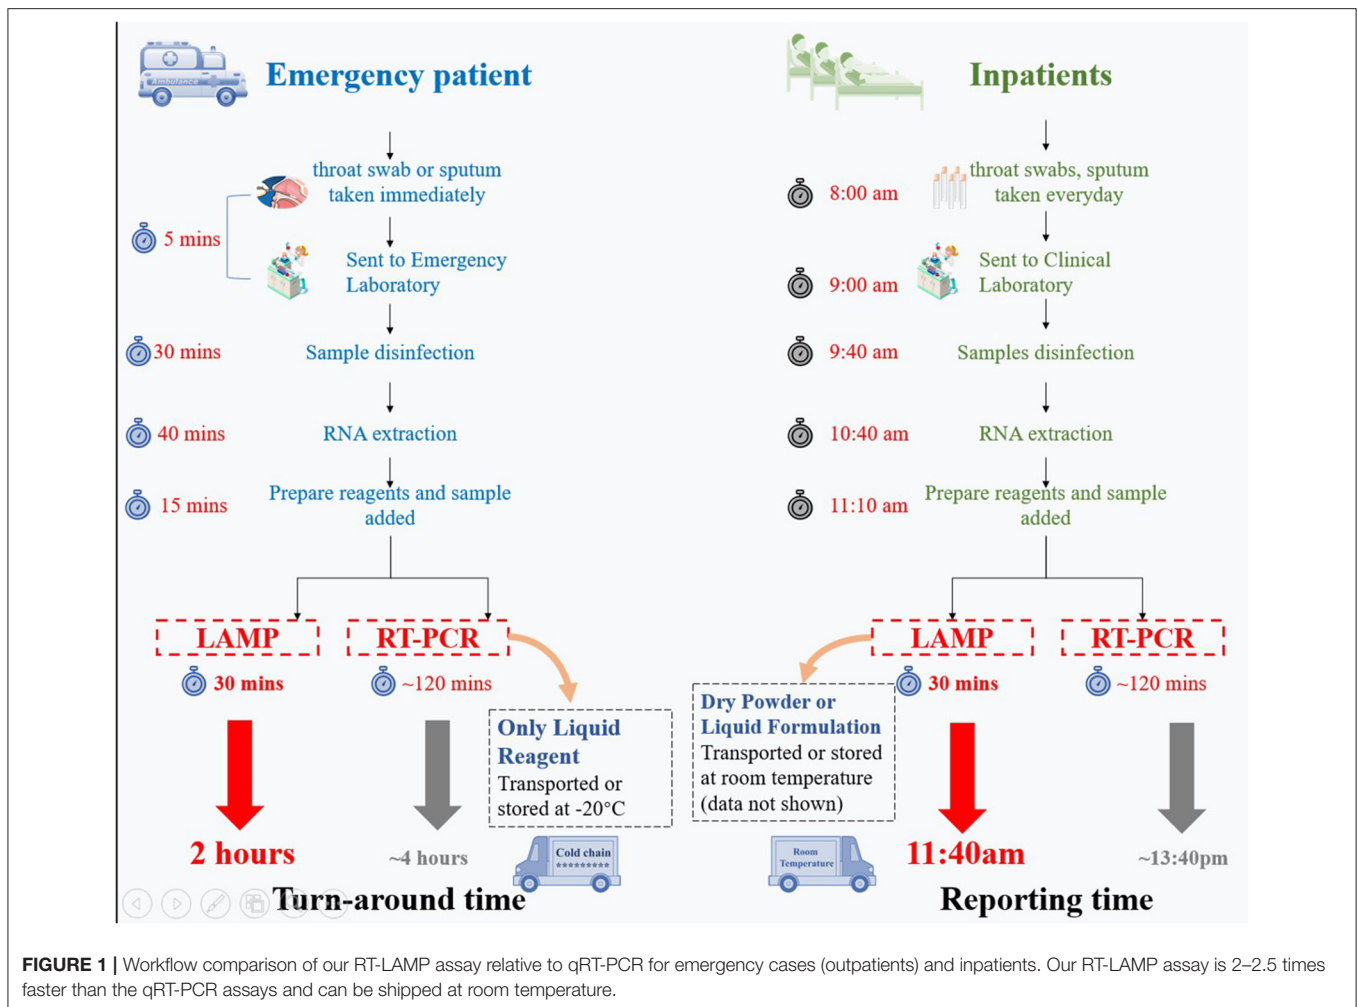 Emergency patient
Ambulance
throat swab or sputum
taken immediately
5 mins
Sent to Emergency
Laboratory
30 mins
Sample disinfection
40 mins
RNA extraction
15 mins
Prepare reagents and sample
added
LAMP
30 mins
RT-PCR
~120 mins
Only Liquid
Reagent
Transported or
stored at -20°C
2 hours
~4 hours
Cold chain
*********
Turn-around time
Inpatients
8:00 am
throat swabs, sputum
taken everyday
9:00 am
Sent to Clinical
Laboratory
9:40 am
Samples disinfection
10:40 am
RNA extraction
11:10 am
Prepare reagents and sample
added
LAMP
30 mins
RT-PCR
~120 mins
Dry Powder or
Liquid Formulation
Transported or stored
at room temperature
(data not shown)
Room
Temperature
11:40am
~13:40pm
Reporting time
FIGURE 1 | Workflow comparison of our RT-LAMP assay relative to qRT-PCR for emergency cases (outpatients) and inpatients. Our RT-LAMP assay is 2–2.5 times
faster than the qRT-PCR assays and can be shipped at room temperature.